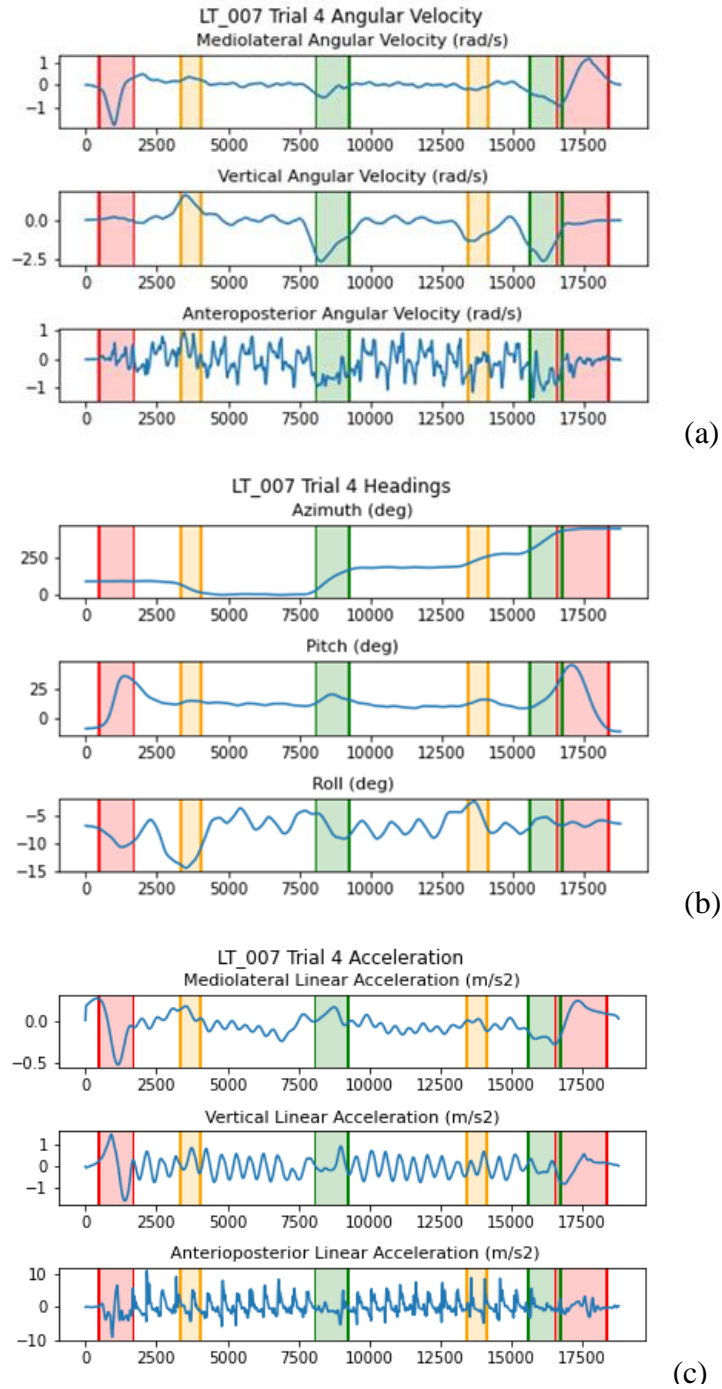 LT_007 Trial 4 Angular Velocity
Mediolateral Angular Velocity (rad/s)
1
0
−1
0 2500 5000 7500 10000 12500 15000 17500
Vertical Angular Velocity (rad/s)
0.0
−2.5
0 2500 5000 7500 10000 12500 15000 17500
Anteroposterior Angular Velocity (rad/s)
1
0
−1
0 2500 5000 7500 10000 12500 15000 17500
(a)
LT_007 Trial 4 Headings
Azimuth (deg)
250
0
0 2500 5000 7500 10000 12500 15000 17500
Pitch (deg)
25
0
0 2500 5000 7500 10000 12500 15000 17500
Roll (deg)
−5
−10
−15
0 2500 5000 7500 10000 12500 15000 17500
(b)
LT_007 Trial 4 Acceleration
Mediolateral Linear Acceleration (m/s2)
0.0
−0.5
0 2500 5000 7500 10000 12500 15000 17500
Vertical Linear Acceleration (m/s2)
1
0
−1
0 2500 5000 7500 10000 12500 15000 17500
Anterioposterior Linear Acceleration (m/s2)
10
0
−10
0 2500 5000 7500 10000 12500 15000 17500
(c)